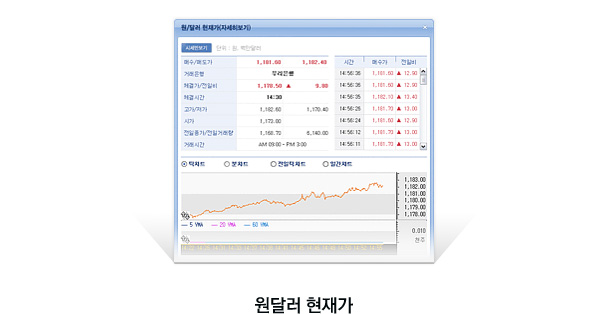 원/달러 현재가(자세히보기)
시세안보기 단위 : 원, 백만달러
매수/매도가 1,181.60 1,182.40
거래은행 우리은행
체결가/전일비 1,178.50 ▲ 9.80
체결시간 14:30
고가/저가 1,182.60 1,170.40
시가 1,173.80
전일종가/전일거래량 1,168.70 6,140.00
거래시간 AM 09:00 - PM 3:00
시간 매수가 전일비
14:56:36 1,181.60 ▲ 12.90
14:56:36 1,181.60 ▲ 12.90
14:56:35 1,182.10 ▲ 13.40
14:56:25 1,181.70 ▲ 13.00
14:56:24 1,181.60 ▲ 12.90
14:56:12 1,181.70 ▲ 13.00
14:56:11 1,181.70 ▲ 13.00
틱차트 분차트 전일틱차트 일간차트
1,183.00
1,182.00
1,181.00
1,180.00
1,179.00
1,178.00
5 VMA 20 VMA 60 VMA
0.010
천주
원달러 현재가